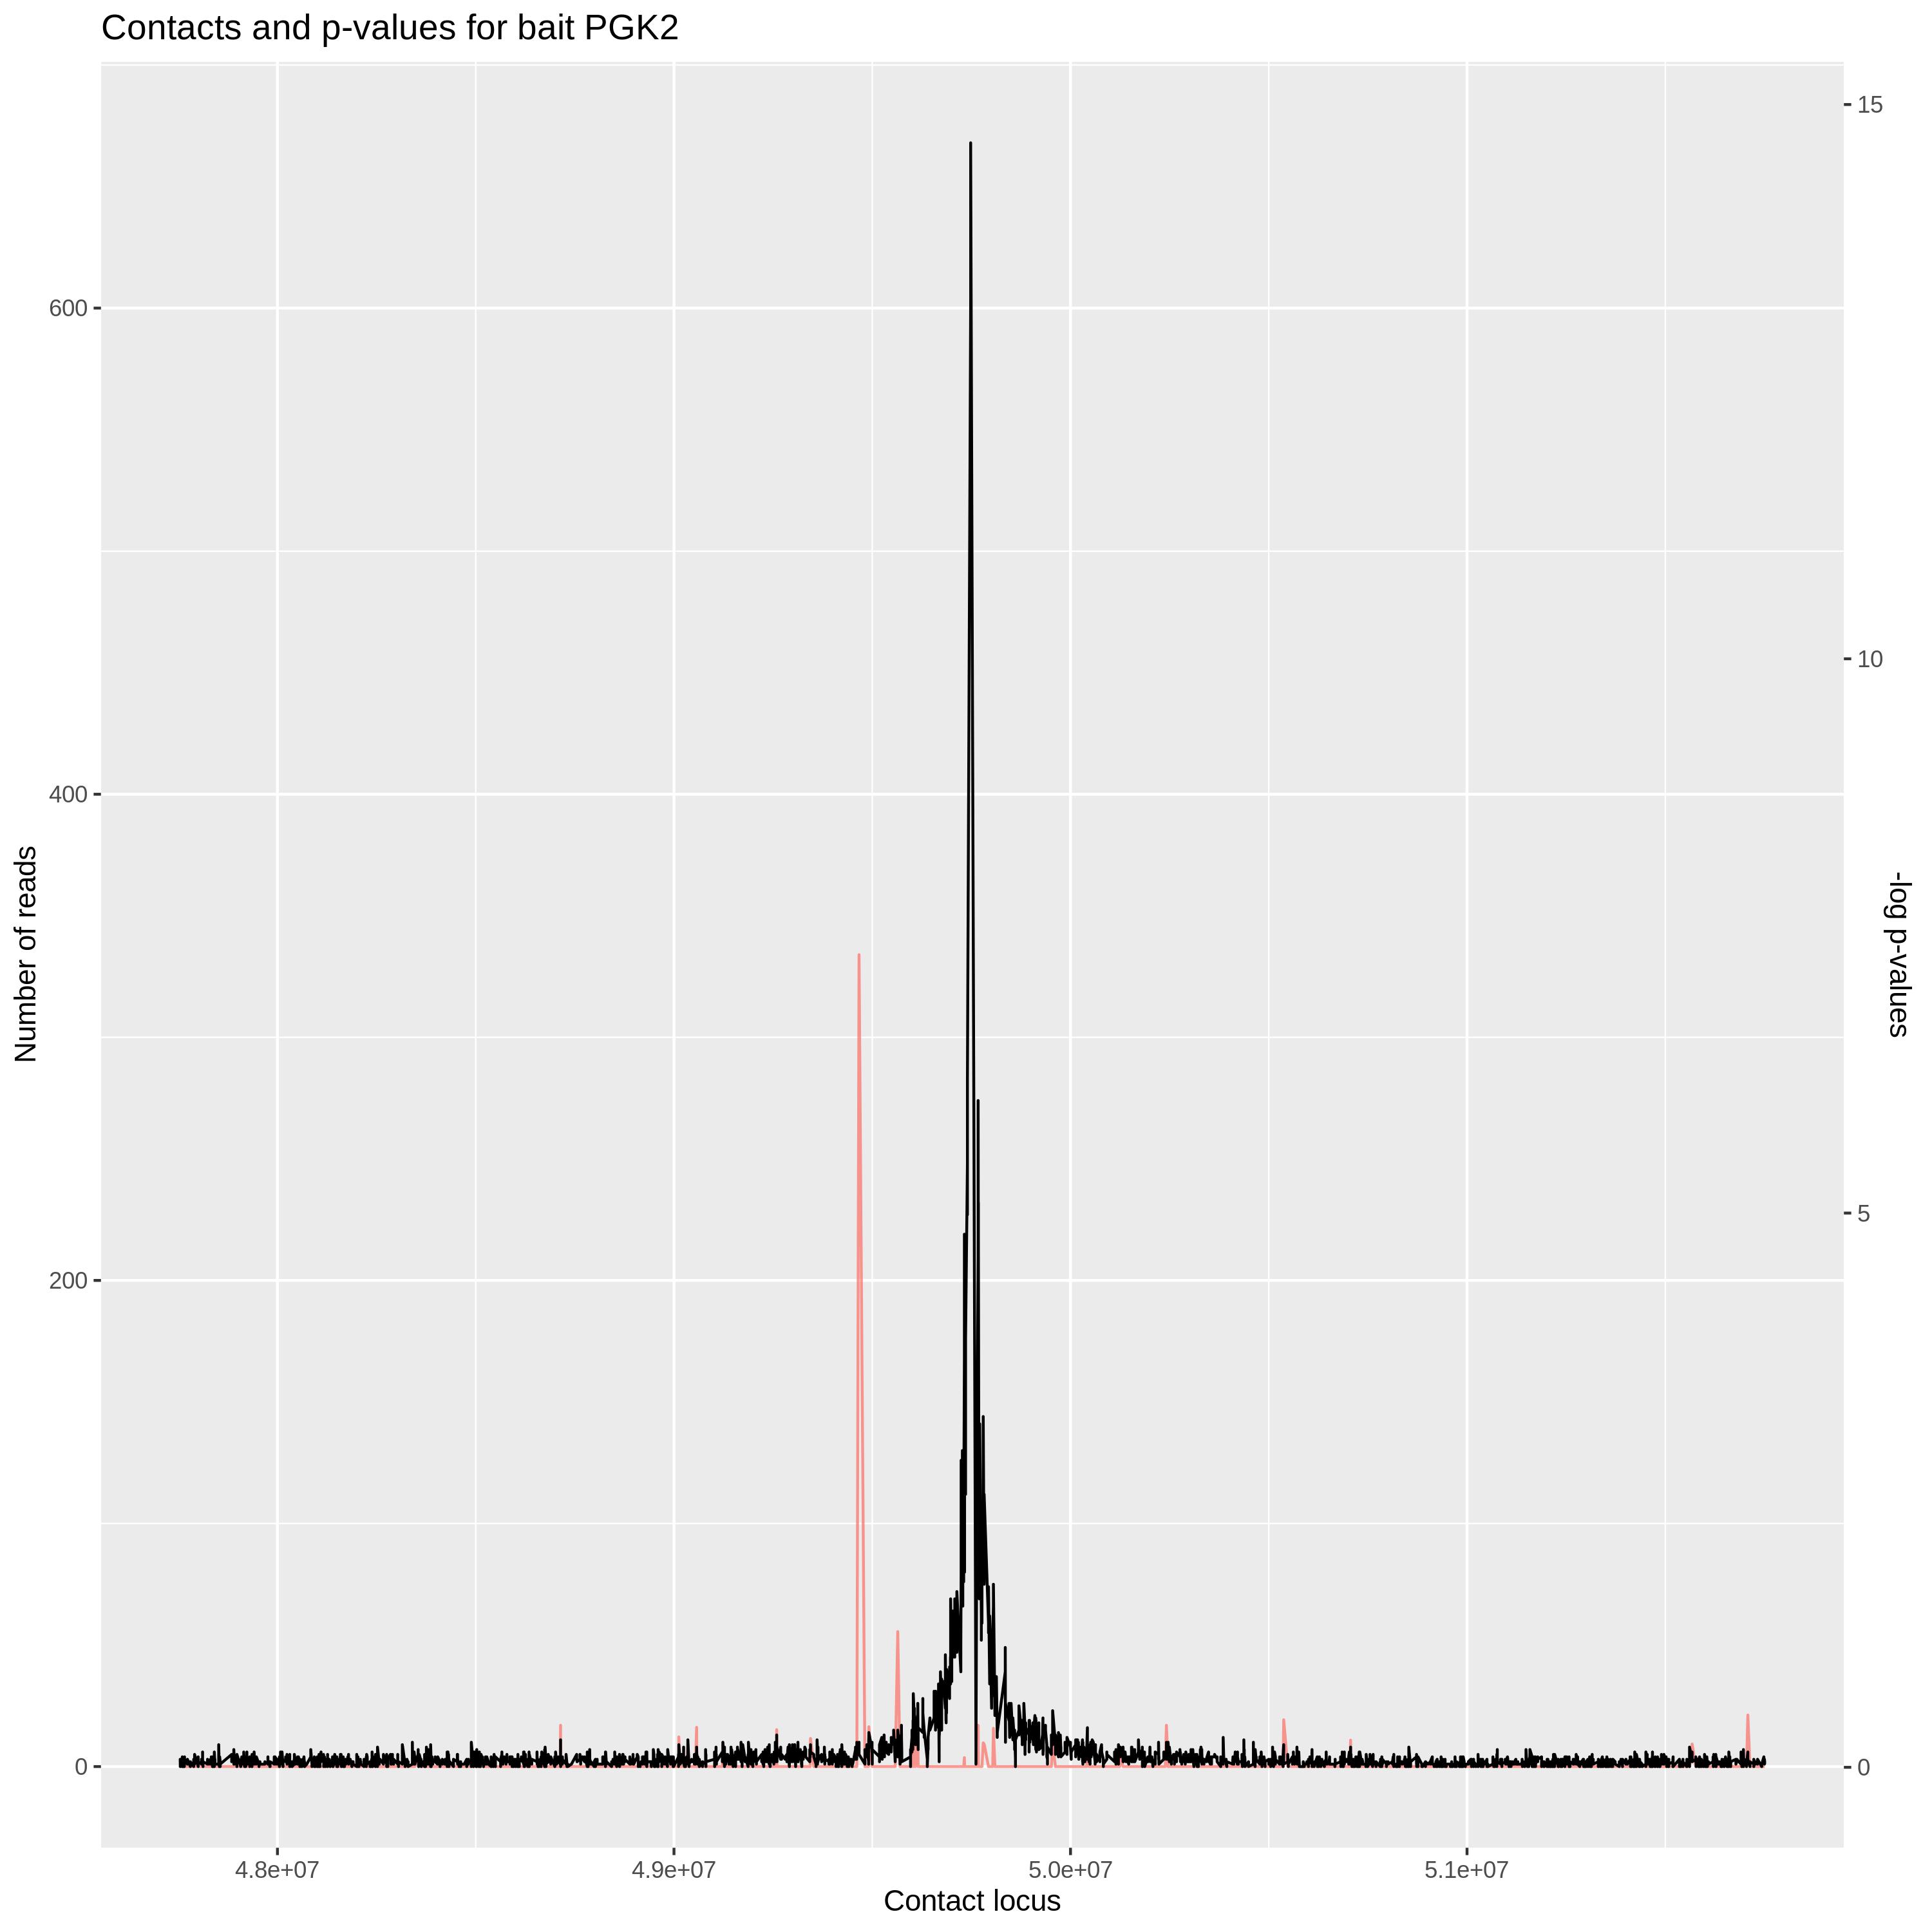 Contacts and p-values for bait PGK2
15
600
10
400
Number of reads
-log p-values
5
200
0
0
4.8e+07
4.9e+07
5.0e+07
5.1e+07
Contact locus